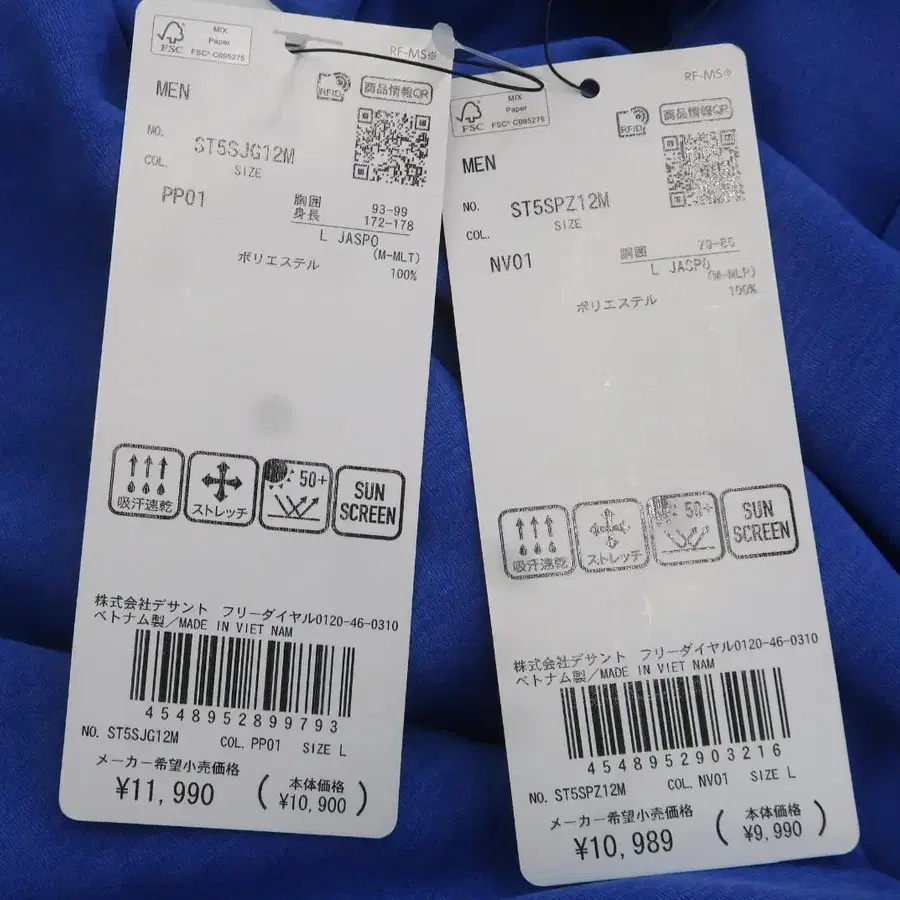 FSC
MIX
Paper
FSC® C095275
RF-MS※
MEN
RFID
商品情報QR
NO.
ST5SJG12M
COL.
SIZE
PP01
胸囲 93-99
身長 172-178
L JASPO
(M-MLT)
ポリエステル 100%
吸汗速乾
ストレッチ
50+
SUN
SCREEN
株式会社デサント フリーダイヤル0120-46-0310
ベトナム製/MADE IN VIET NAM
4548952899793
NO. ST5SJG12M COL. PP01 SIZE L
メーカー希望小売価格
¥11,990
(本体価格
¥10,900)
FSC
MIX
Paper
FSC® C095275
RF-MS※
MEN
RFID
商品情報QR
NO.
ST5SPZ12M
COL.
SIZE
NV01
胴囲
L JASPO
(M-MLP)
ポリエステル 100%
吸汗速乾
ストレッチ
50+
SUN
SCREEN
株式会社デサント フリーダイヤル0120-46-0310
ベトナム製/MADE IN VIET NAM
4548952903216
NO. ST5SPZ12M COL. NV01 SIZE L
メーカー希望小売価格
¥10,989
(本体価格
¥9,990)